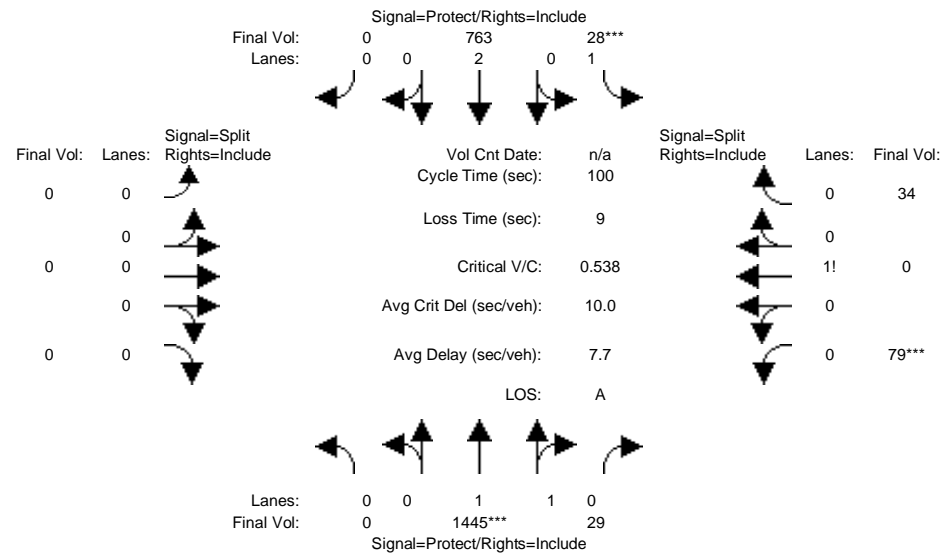 Signal=Protect/Rights=Include
Final Vol: 0 763 28***
Lanes: 0 0 2 0 1
Signal=Split Signal=Split
Final Vol: Lanes: Rights=Include Vol Cnt Date: n/a Rights=Include Lanes: Final Vol:
Cycle Time (sec): 100
0 0 0 34
Loss Time (sec): 9
0 0
0 0 Critical V/C: 0.538 1! 0
0 Avg Crit Del (sec/veh): 10.0 0
0 0 Avg Delay (sec/veh): 7.7 0 79***
LOS: A
Lanes: 0 0 1 1 0
Final Vol: 0 1445*** 29
Signal=Protect/Rights=Include